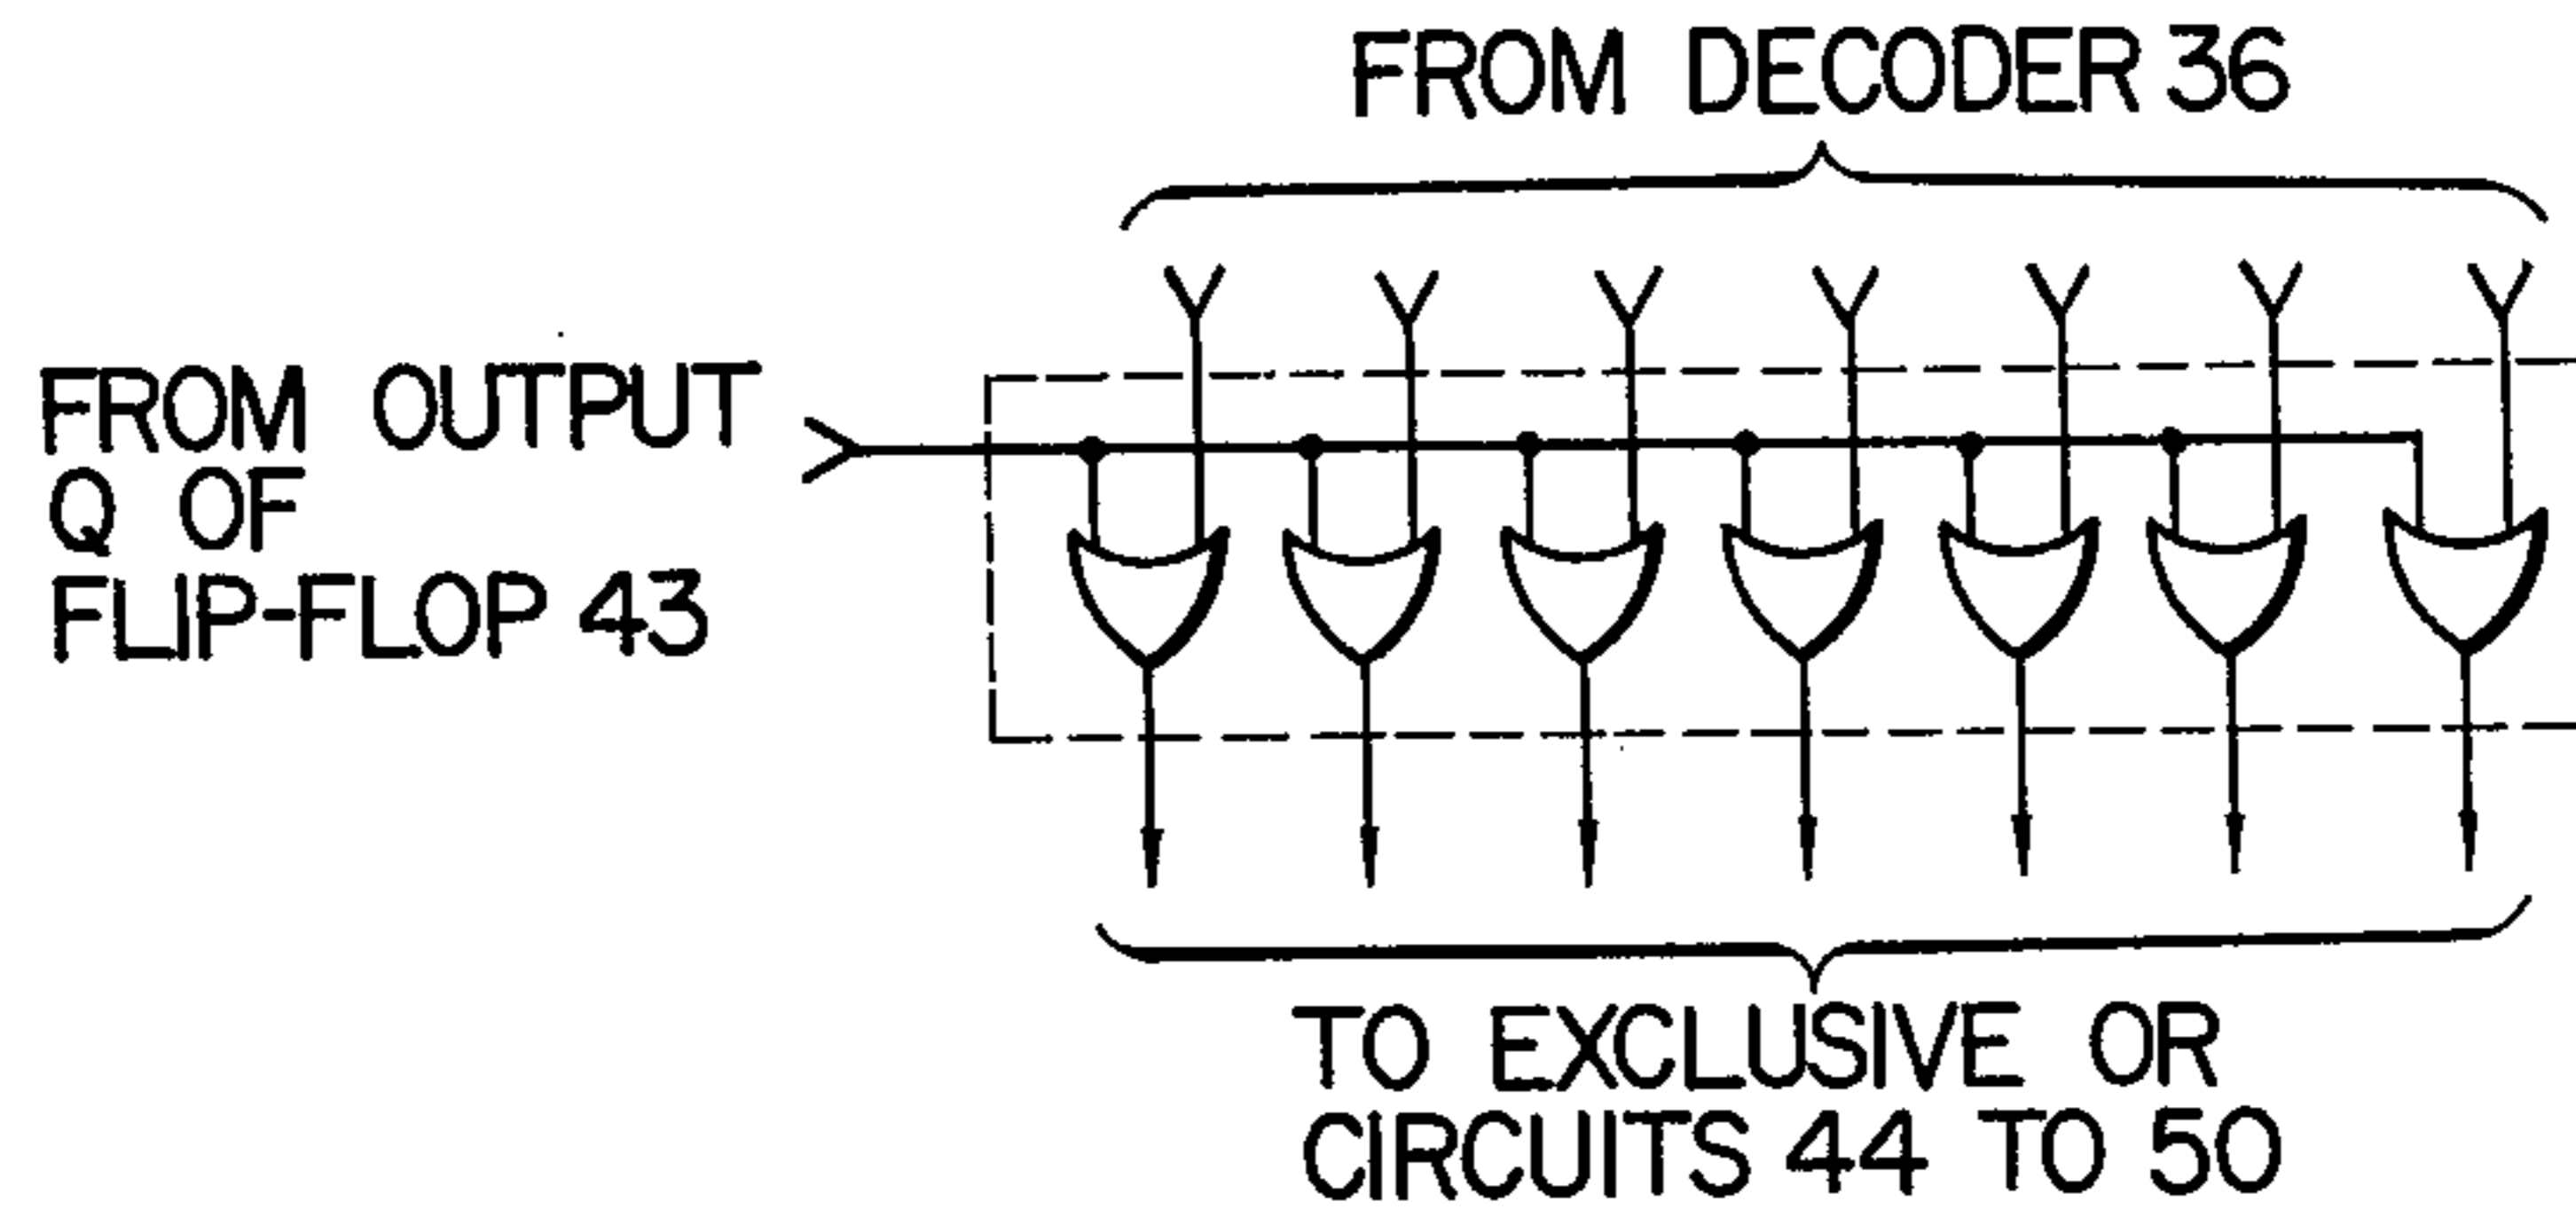 FROM DECODER 36
FROM OUTPUT
Q OF
FLIP-FLOP 43
TO EXCLUSIVE OR
CIRCUITS 44 TO 50